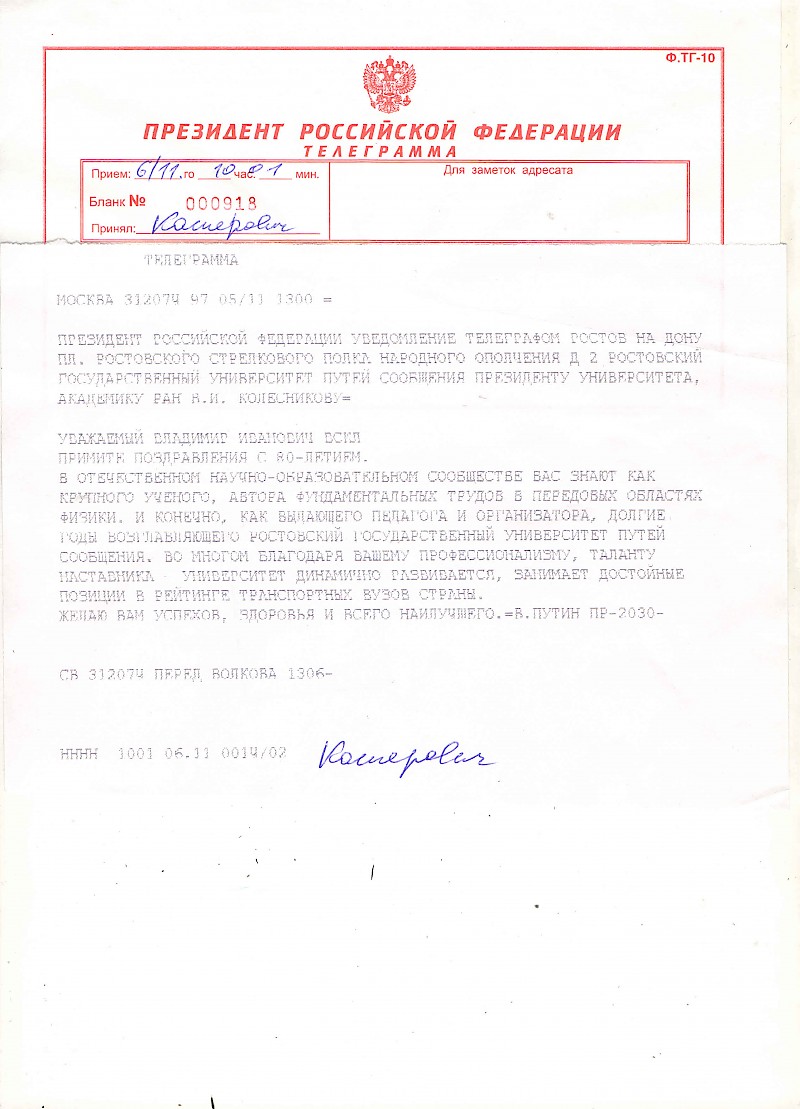 Ф.ТГ-10
ПРЕЗИДЕНТ РОССИЙСКОЙ ФЕДЕРАЦИИ
ТЕЛЕГРАММА
Прием: 6/11.го 10 час. 01 мин.
Для заметок адресата
Бланк № 000918
Принял: Касперович
ТЕЛЕГРАММА
МОСКВА 312074 97 05/11 1300 =
ПРЕЗИДЕНТ РОССИЙСКОЙ ФЕДЕРАЦИИ УВЕДОМЛЕНИЕ ТЕЛЕГРАФОМ РОСТОВ НА ДОНУ
ПЛ. РОСТОВСКОГО СТРЕЛКОВОГО ПОЛКА НАРОДНОГО ОПОЛЧЕНИЯ Д 2 РОСТОВСКИЙ
ГОСУДАРСТВЕННЫЙ УНИВЕРСИТЕТ ПУТЕЙ СООБЩЕНИЯ ПРЕЗИДЕНТУ УНИВЕРСИТЕТА,
АКАДЕМИКУ РАН В.И. КОЛЕСНИКОВУ=
УВАЖАЕМЫЙ ВЛАДИМИР ИВАНОВИЧ ВСКЛ
ПРИМИТЕ ПОЗДРАВЛЕНИЯ С 80-ЛЕТИЕМ.
В ОТЕЧЕСТВЕННОМ НАУЧНО-ОБРАЗОВАТЕЛЬНОМ СООБЩЕСТВЕ ВАС ЗНАЮТ КАК
КРУПНОГО УЧЕНОГО, АВТОРА ФУНДАМЕНТАЛЬНЫХ ТРУДОВ В ПЕРЕДОВЫХ ОБЛАСТЯХ
ФИЗИКИ. И КОНЕЧНО, КАК ВЫДАЮЩЕГО ПЕДАГОГА И ОРГАНИЗАТОРА, ДОЛГИЕ
ГОДЫ ВОЗГЛАВЛЯЮЩЕГО РОСТОВСКИЙ ГОСУДАРСТВЕННЫЙ УНИВЕРСИТЕТ ПУТЕЙ
СООБЩЕНИЯ. ВО МНОГОМ БЛАГОДАРЯ ВАШЕМУ ПРОФЕССИОНАЛИЗМУ, ТАЛАНТУ
НАСТАВНИКА - УНИВЕРСИТЕТ ДИНАМИЧНО РАЗВИВАЕТСЯ, ЗАНИМАЕТ ДОСТОЙНЫЕ
ПОЗИЦИИ В РЕЙТИНГЕ ТРАНСПОРТНЫХ ВУЗОВ СТРАНЫ.
ЖЕЛАЮ ВАМ УСПЕХОВ, ЗДОРОВЬЯ И ВСЕГО НАИЛУЧШЕГО.=В.ПУТИН ПР-2030-
СВ 312074 ПЕРЕД ВОЛКОВА 1306-
НННН 1001 06.11 0014/02 Касперович